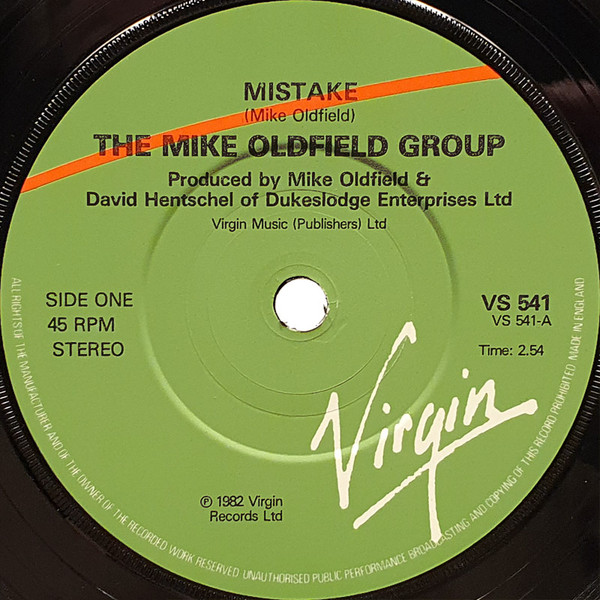 MISTAKE
(Mike Oldfield)
THE MIKE OLDFIELD GROUP
Produced by Mike Oldfield &
David Hentschel of Dukeslodge Enterprises Ltd
Virgin Music (Publishers) Ltd
SIDE ONE
45 RPM
STEREO
VS 541
VS 541-A
Time: 2.54
Virgin
℗ 1982 Virgin
Records Ltd
ALL RIGHTS OF THE MANUFACTURER AND OF THE OWNER OF THE RECORDED WORK RESERVED UNAUTHORISED PUBLIC PERFORMANCE BROADCASTING AND COPYING OF THIS RECORD PROHIBITED MADE IN ENGLAND